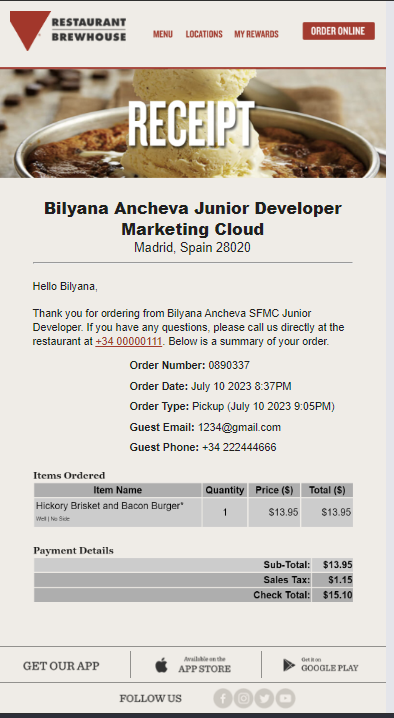 RESTAURANT
BREWHOUSE
MENU LOCATIONS MY REWARDS ORDER ONLINE
RECEIPT
Bilyana Ancheva Junior Developer
Marketing Cloud
Madrid, Spain 28020
Hello Bilyana,
Thank you for ordering from Bilyana Ancheva SFMC Junior
Developer. If you have any questions, please call us directly at the
restaurant at +34 00000111. Below is a summary of your order.
Order Number: 0890337
Order Date: July 10 2023 8:37PM
Order Type: Pickup (July 10 2023 9:05PM)
Guest Email: 1234@gmail.com
Guest Phone: +34 222444666
Items Ordered
Item Name Quantity Price ($) Total ($)
Hickory Brisket and Bacon Burger* 1 $13.95 $13.95
Well | No Side
Payment Details
Sub-Total: $13.95
Sales Tax: $1.15
Check Total: $15.10
GET OUR APP Available on the APP STORE Get it on GOOGLE PLAY
FOLLOW US